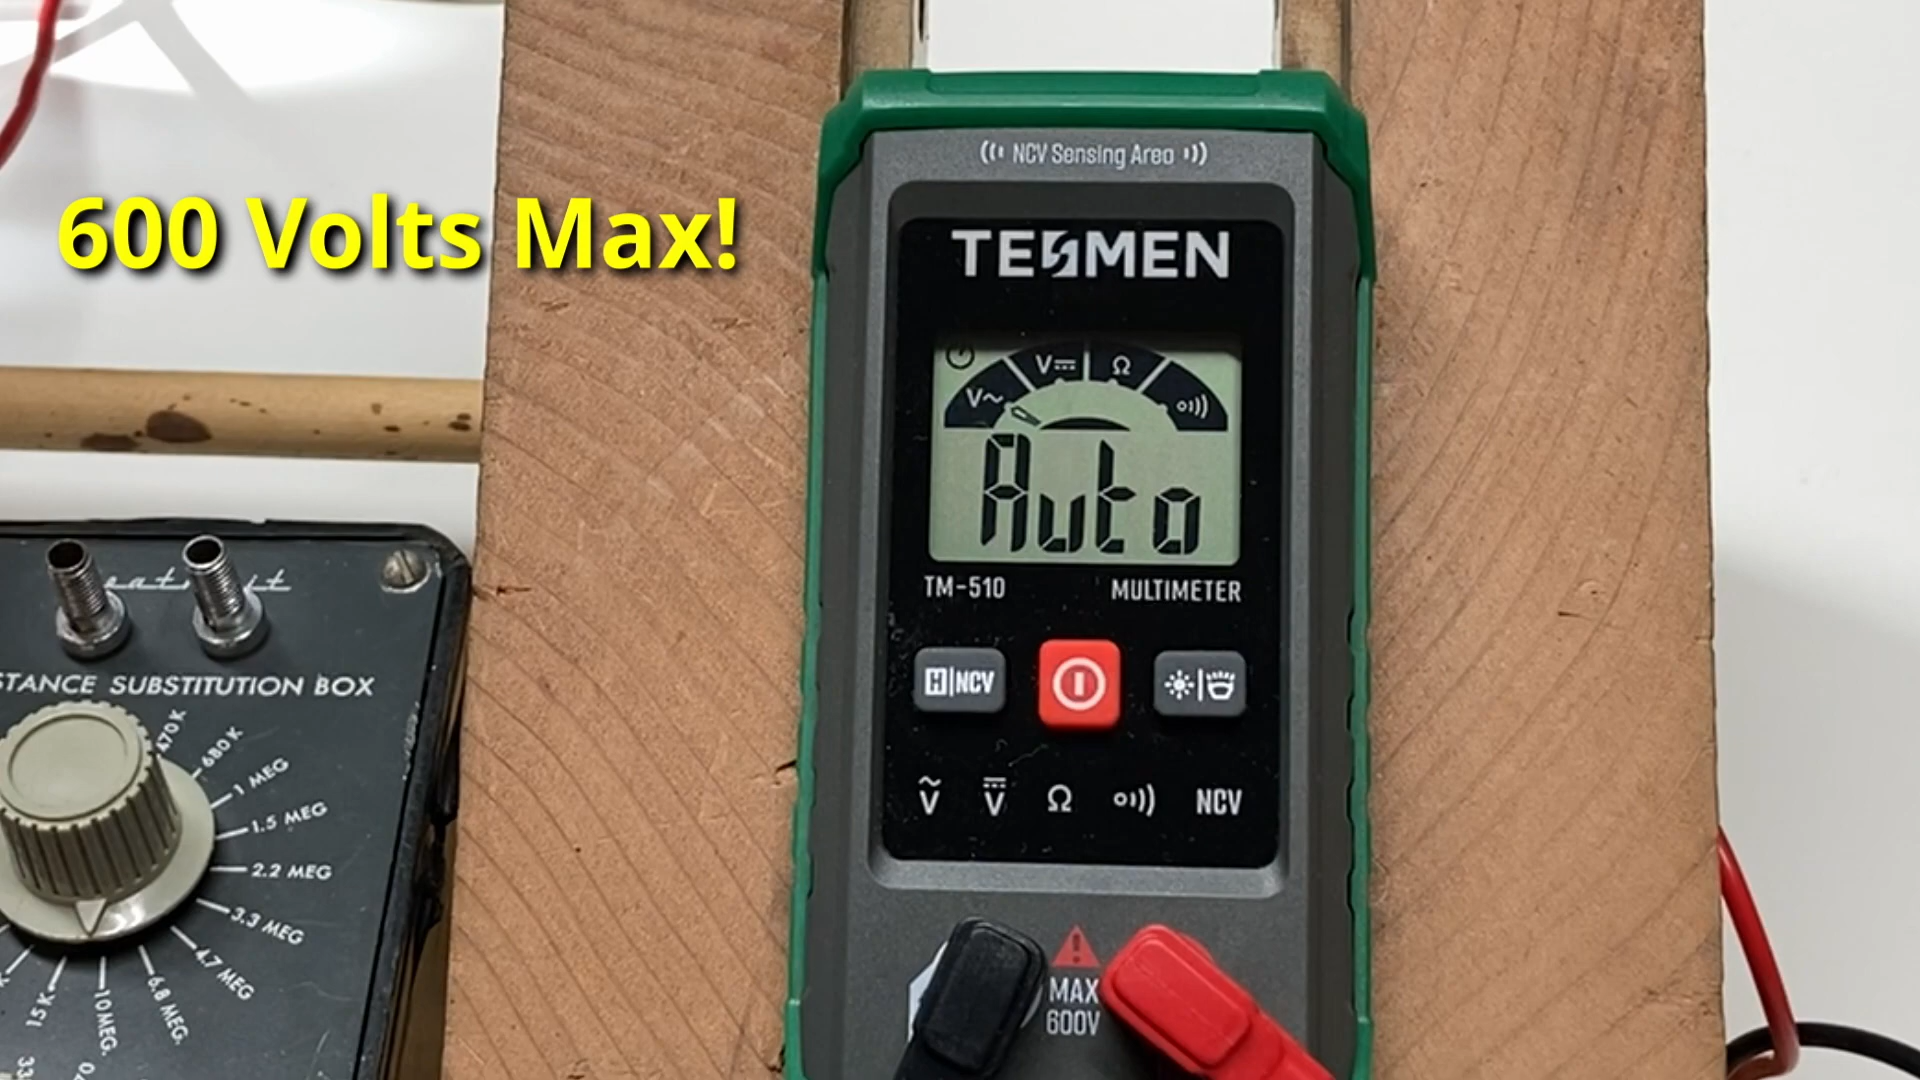 600 Volts Max!
NCV Sensing Area
TESMEN
V~ V Ω
Auto
TM-510 MULTIMETER
H|NCV
V V Ω NCV
MAX
600V
STANCE SUBSTITUTION BOX
470 K
680 K
1 MEG
1.5 MEG
2.2 MEG
3.3 MEG
4.7 MEG
6.8 MEG.
10 MEG.
15 K